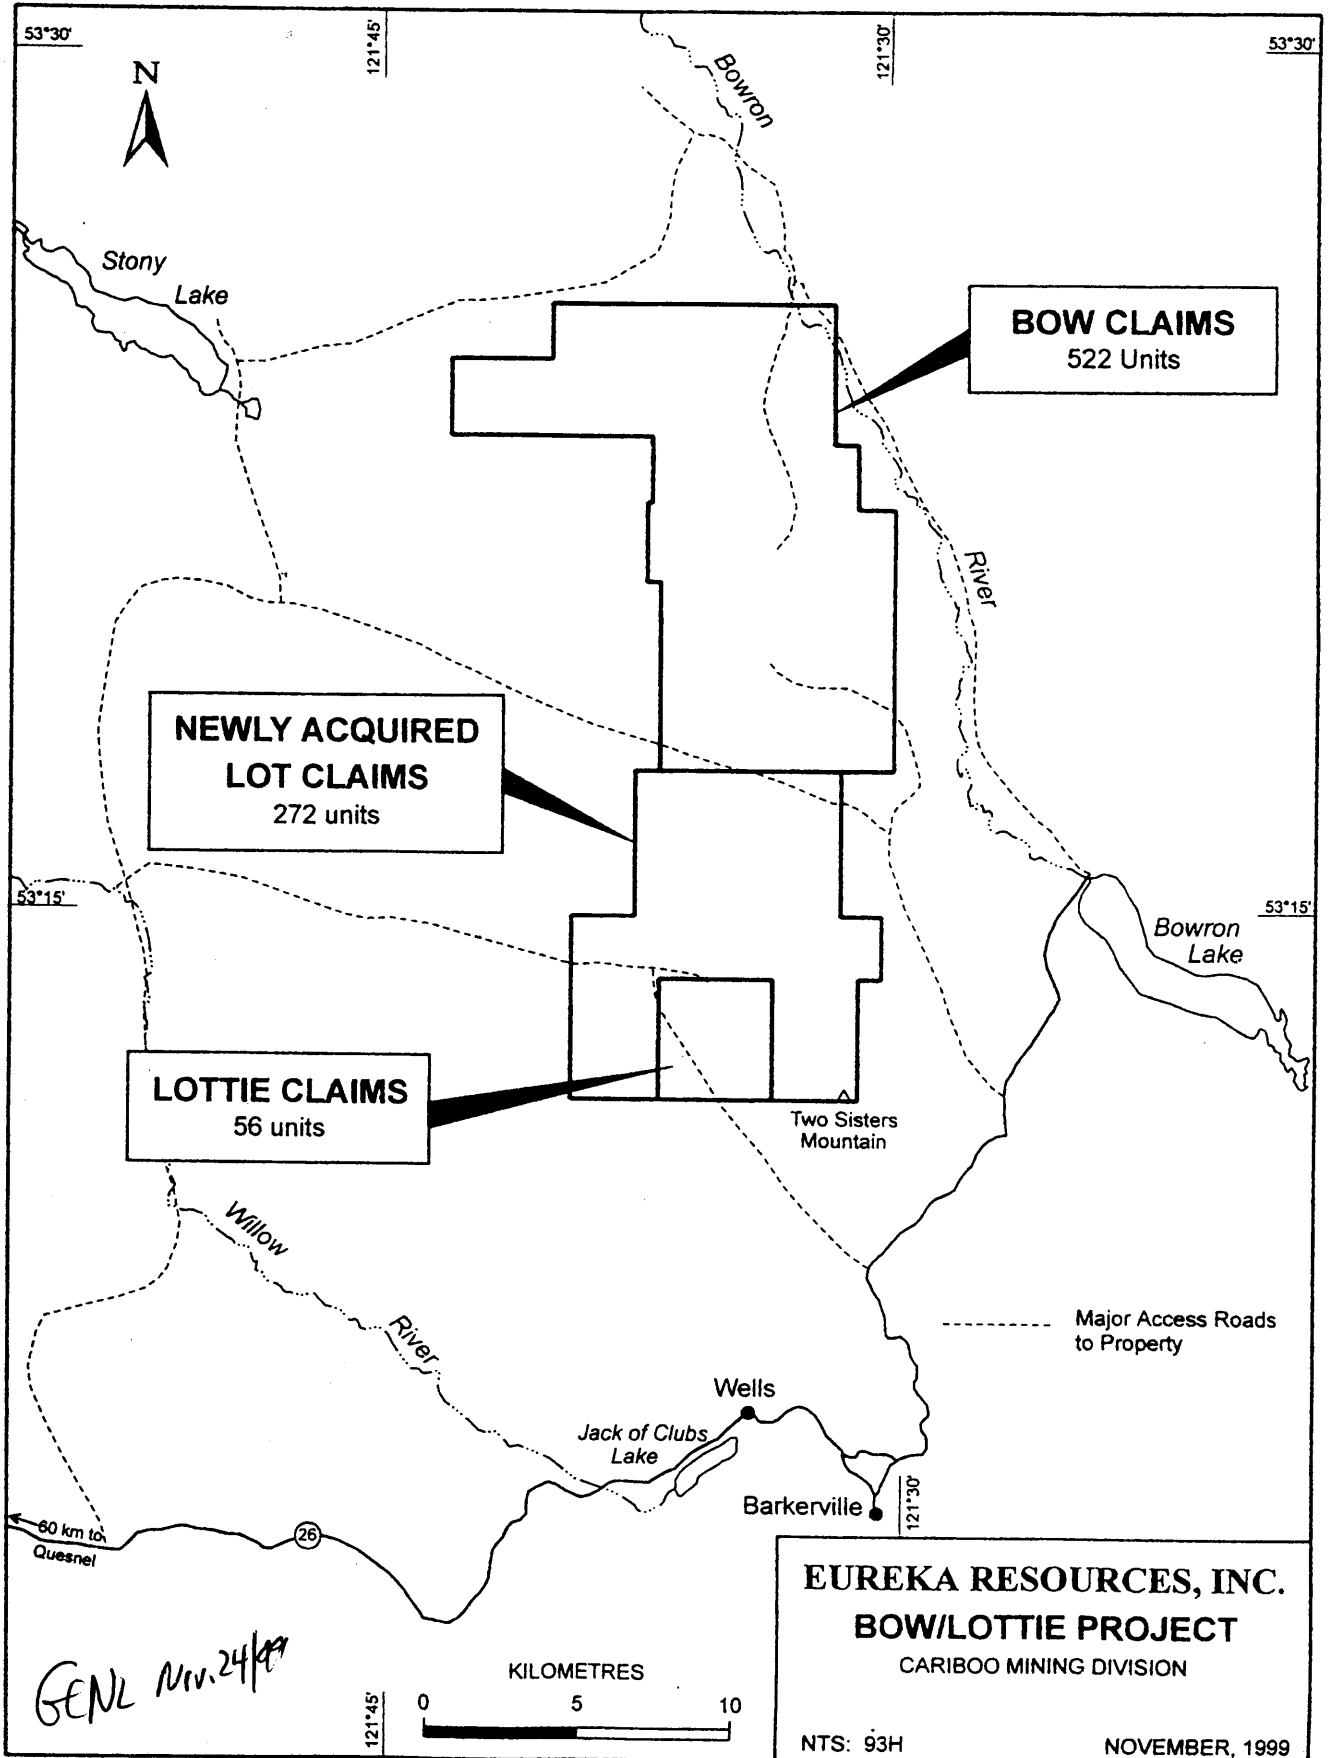 53°30'
121°45'
121°30'
53°30'
N
Bowron
Stony
Lake
BOW CLAIMS
522 Units
River
NEWLY ACQUIRED
LOT CLAIMS
272 units
53°15'
53°15'
Bowron
Lake
LOTTIE CLAIMS
56 units
Two Sisters
Mountain
Willow
River
Major Access Roads
to Property
Wells
Jack of Clubs
Lake
Barkerville
121°30'
60 km to
Quesnel
26
EUREKA RESOURCES, INC.
BOW/LOTTIE PROJECT
CARIBOO MINING DIVISION
NTS: 93H
NOVEMBER, 1999
GENL Nov. 24/99
121°45'
KILOMETRES
0 5 10